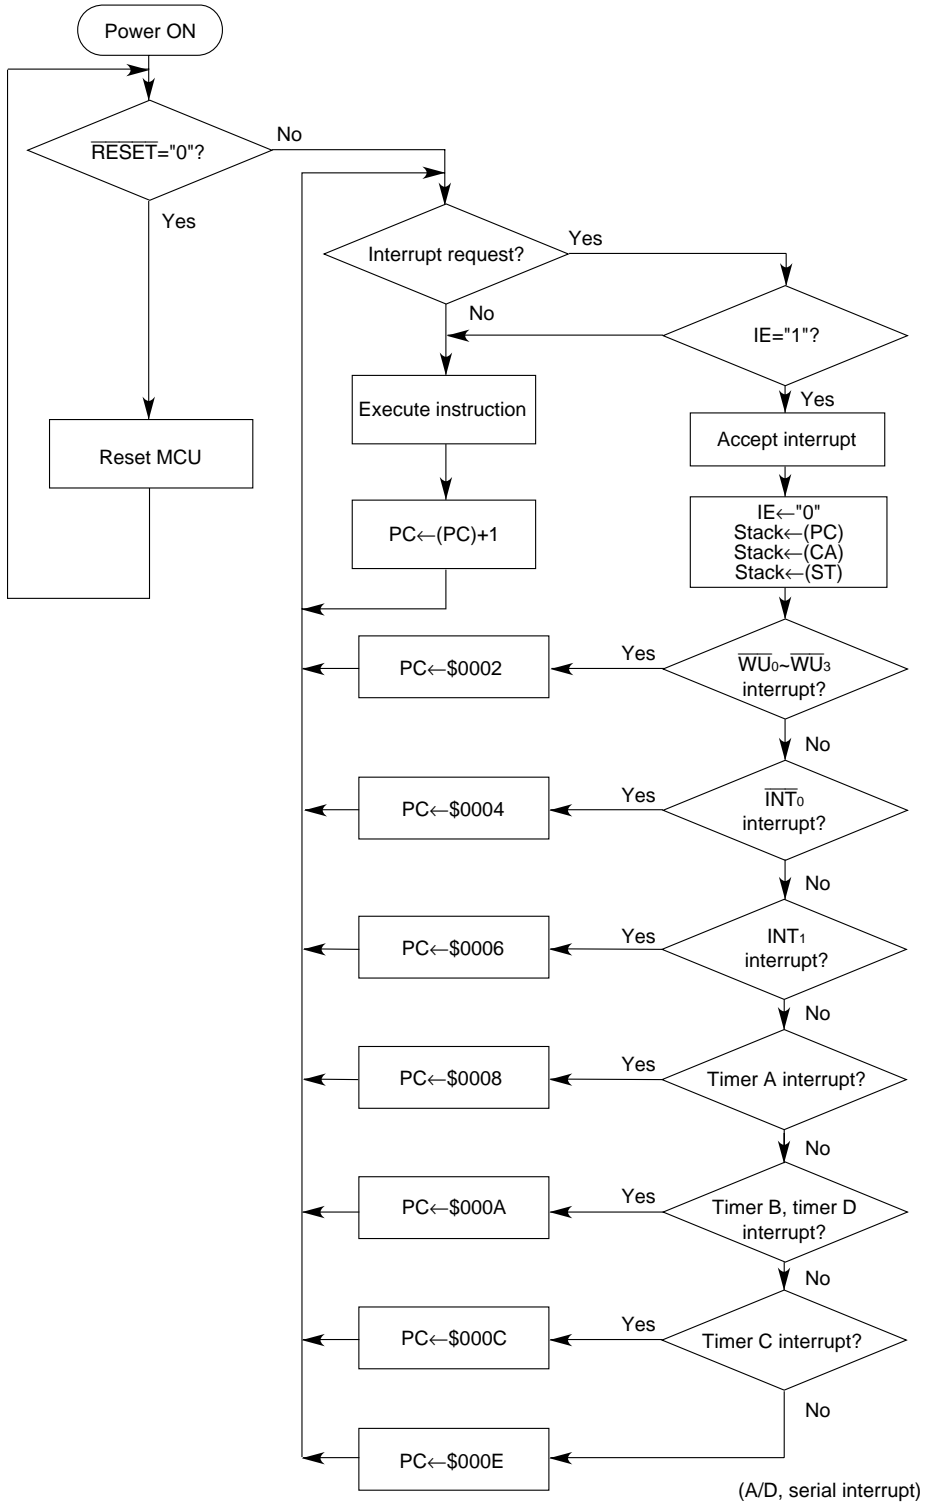 Power ON
RESET="0"?
No
Yes
Interrupt request?
Yes
No
IE="1"?
Yes
Execute instruction
Accept interrupt
Reset MCU
PC←(PC)+1
IE←"0"
Stack←(PC)
Stack←(CA)
Stack←(ST)
PC←$0002
Yes
WU0~WU3
interrupt?
No
PC←$0004
Yes
INT0
interrupt?
No
PC←$0006
Yes
INT1
interrupt?
No
PC←$0008
Yes
Timer A interrupt?
No
PC←$000A
Yes
Timer B, timer D
interrupt?
No
PC←$000C
Yes
Timer C interrupt?
No
PC←$000E
(A/D, serial interrupt)